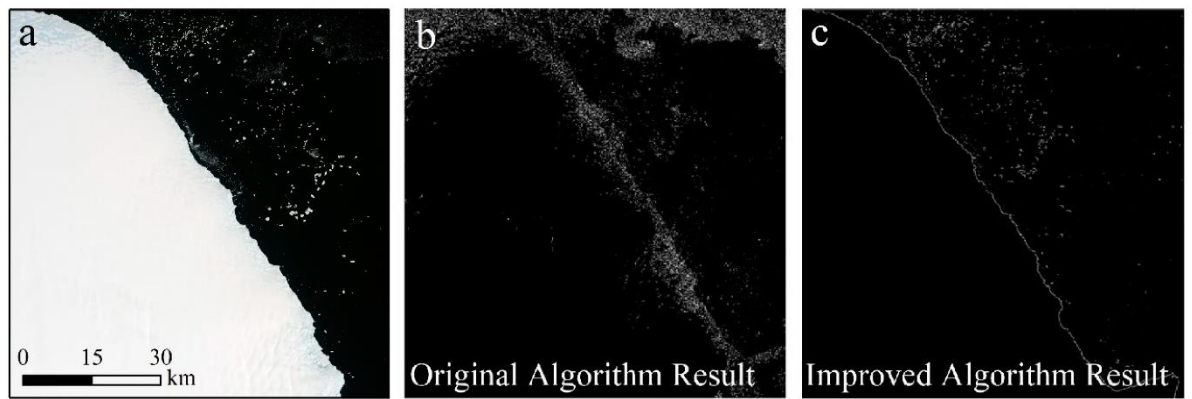 a
b
c
0 15 30
km
Original Algorithm Result
Improved Algorithm Result